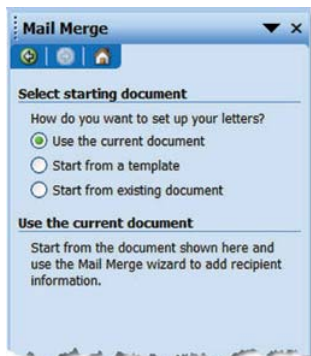 Mail Merge
Select starting document
How do you want to set up your letters?
Use the current document
Start from a template
Start from existing document
Use the current document
Start from the document shown here and
use the Mail Merge wizard to add recipient
information.